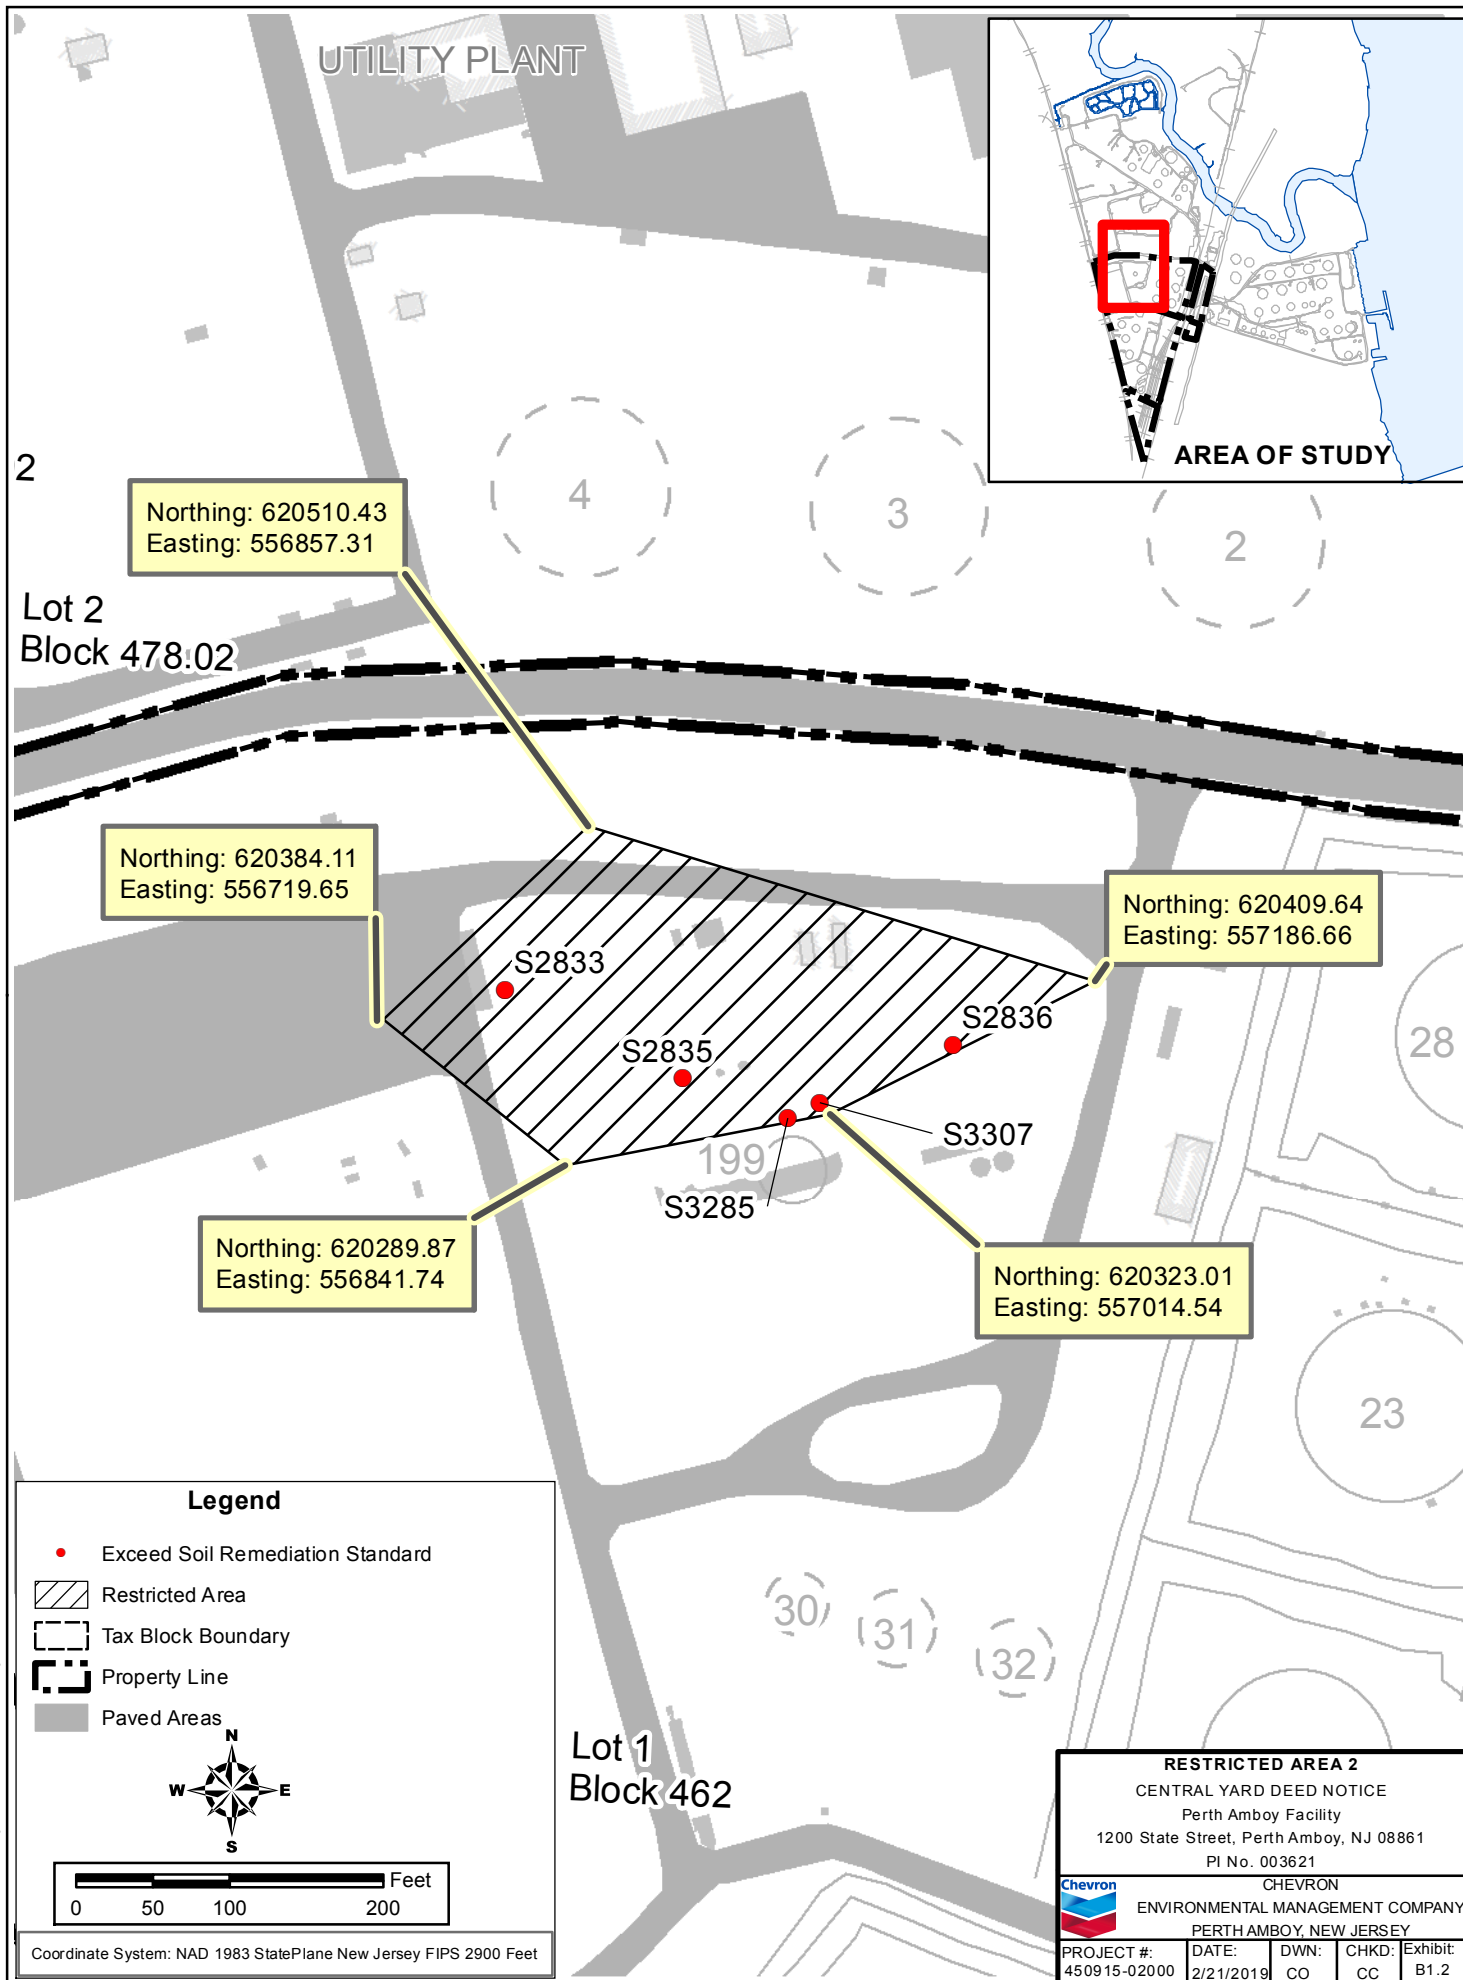 UTILITY PLANT
AREA OF STUDY
2
4
3
2
Northing: 620510.43
Easting: 556857.31
Lot 2
Block 478.02
Northing: 620384.11
Easting: 556719.65
Northing: 620409.64
Easting: 557186.66
S2833
S2836
S2835
28
S3307
199
S3285
Northing: 620289.87
Easting: 556841.74
Northing: 620323.01
Easting: 557014.54
23
30
31
32
Lot 1
Block 462
Legend
Exceed Soil Remediation Standard
Restricted Area
Tax Block Boundary
Property Line
Paved Areas
N
W
E
S
Feet
0 50 100 200
Coordinate System: NAD 1983 StatePlane New Jersey FIPS 2900 Feet
RESTRICTED AREA 2
CENTRAL YARD DEED NOTICE
Perth Amboy Facility
1200 State Street, Perth Amboy, NJ 08861
PI No. 003621
Chevron
CHEVRON
ENVIRONMENTAL MANAGEMENT COMPANY
PERTH AMBOY, NEW JERSEY
PROJECT #: DATE: DWN: CHKD: Exhibit:
450915-02000 2/21/2019 CO CC B1.2